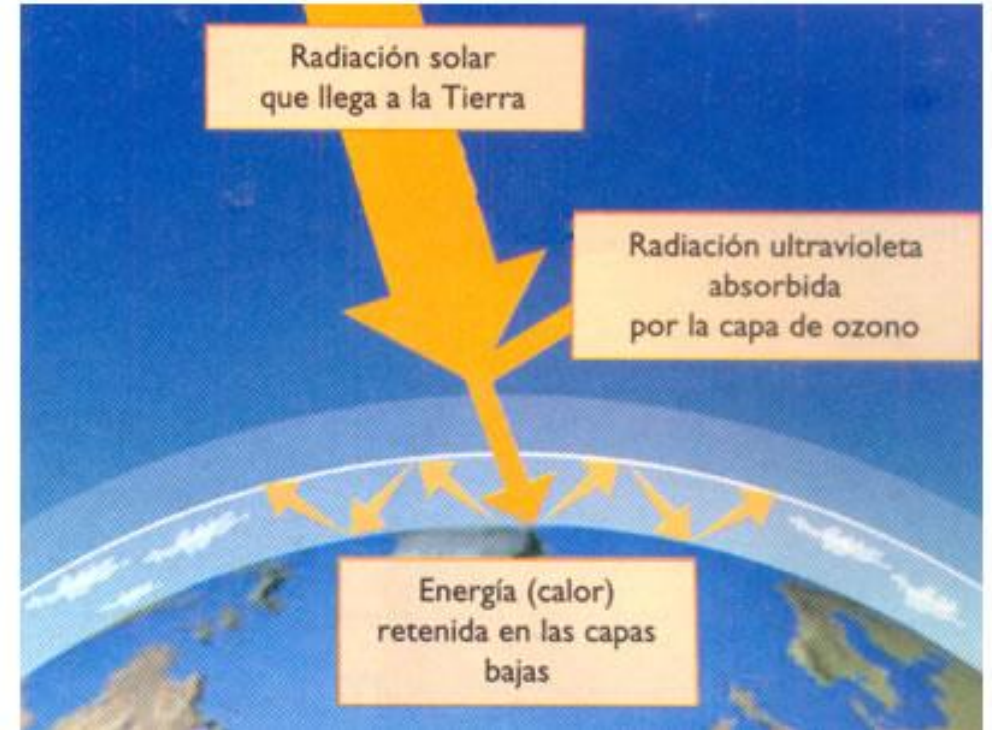 Radiación solar
que llega a la Tierra
Radiación ultravioleta
absorbida
por la capa de ozono
Energía (calor)
retenida en las capas
bajas